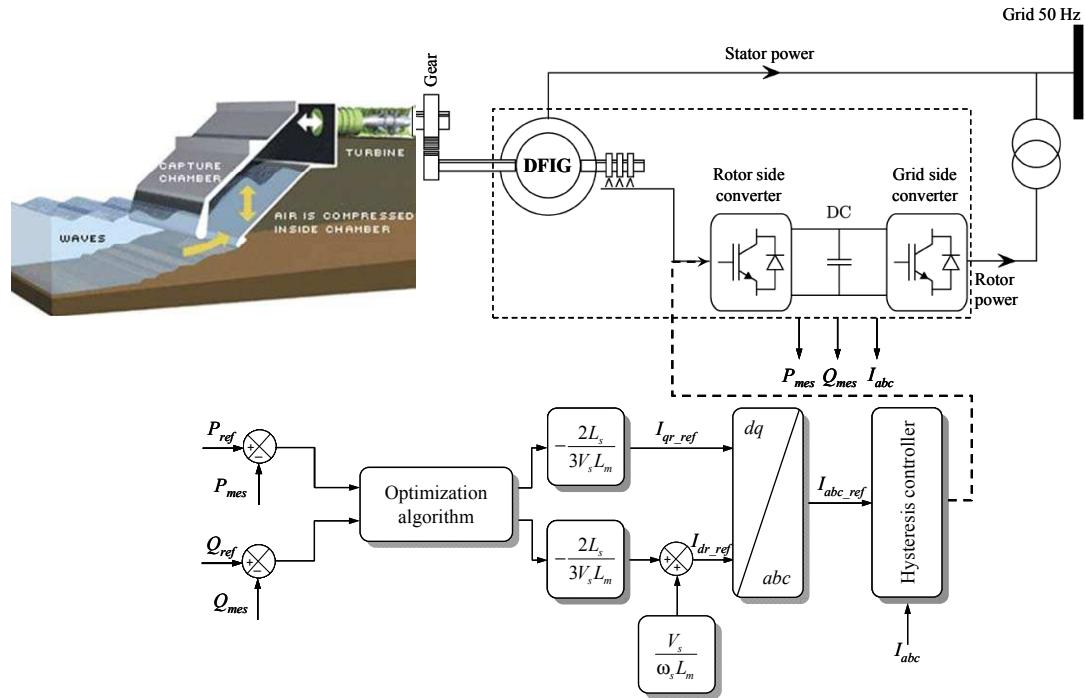 Grid 50 Hz
Stator power
Gear
DFIG
TURBINE
CAPTURE
CHAMBER
AIR IS COMPRESSED
INSIDE CHAMBER
WAVES
Rotor side
converter
Grid side
converter
DC
Rotor
power
P_mes Q_mes I_abc
P_ref
+
−
P_mes
Q_ref
+
−
Q_mes
Optimization
algorithm
−2L_s/3V_sL_m
I_qr_ref
−2L_s/3V_sL_m
+
+
I_dr_ref
V_s/ω_sL_m
dq
abc
I_abc_ref
Hysteresis controller
I_abc